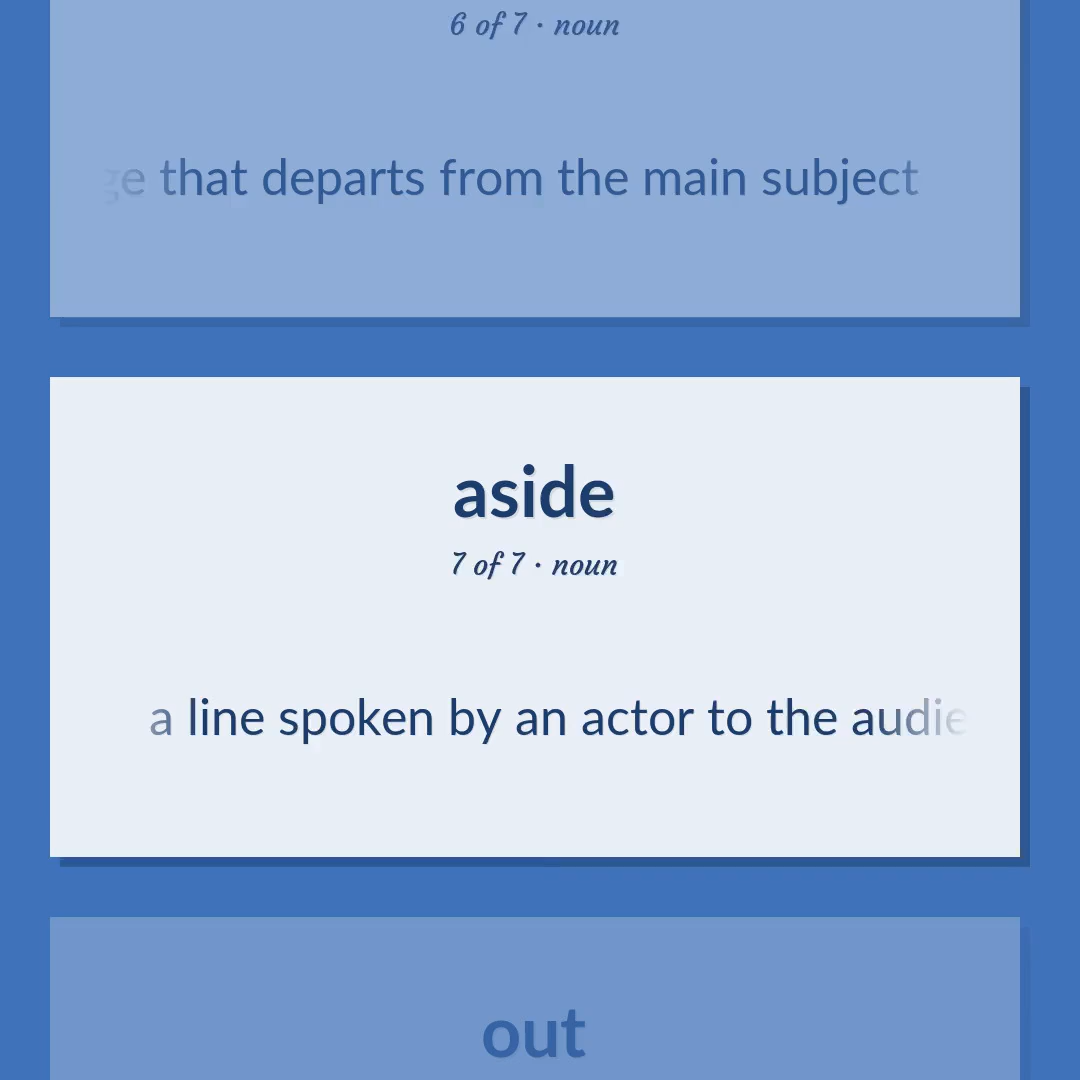 6 of 7 · noun
that departs from the main subject
aside
7 of 7 · noun
a line spoken by an actor to the
out